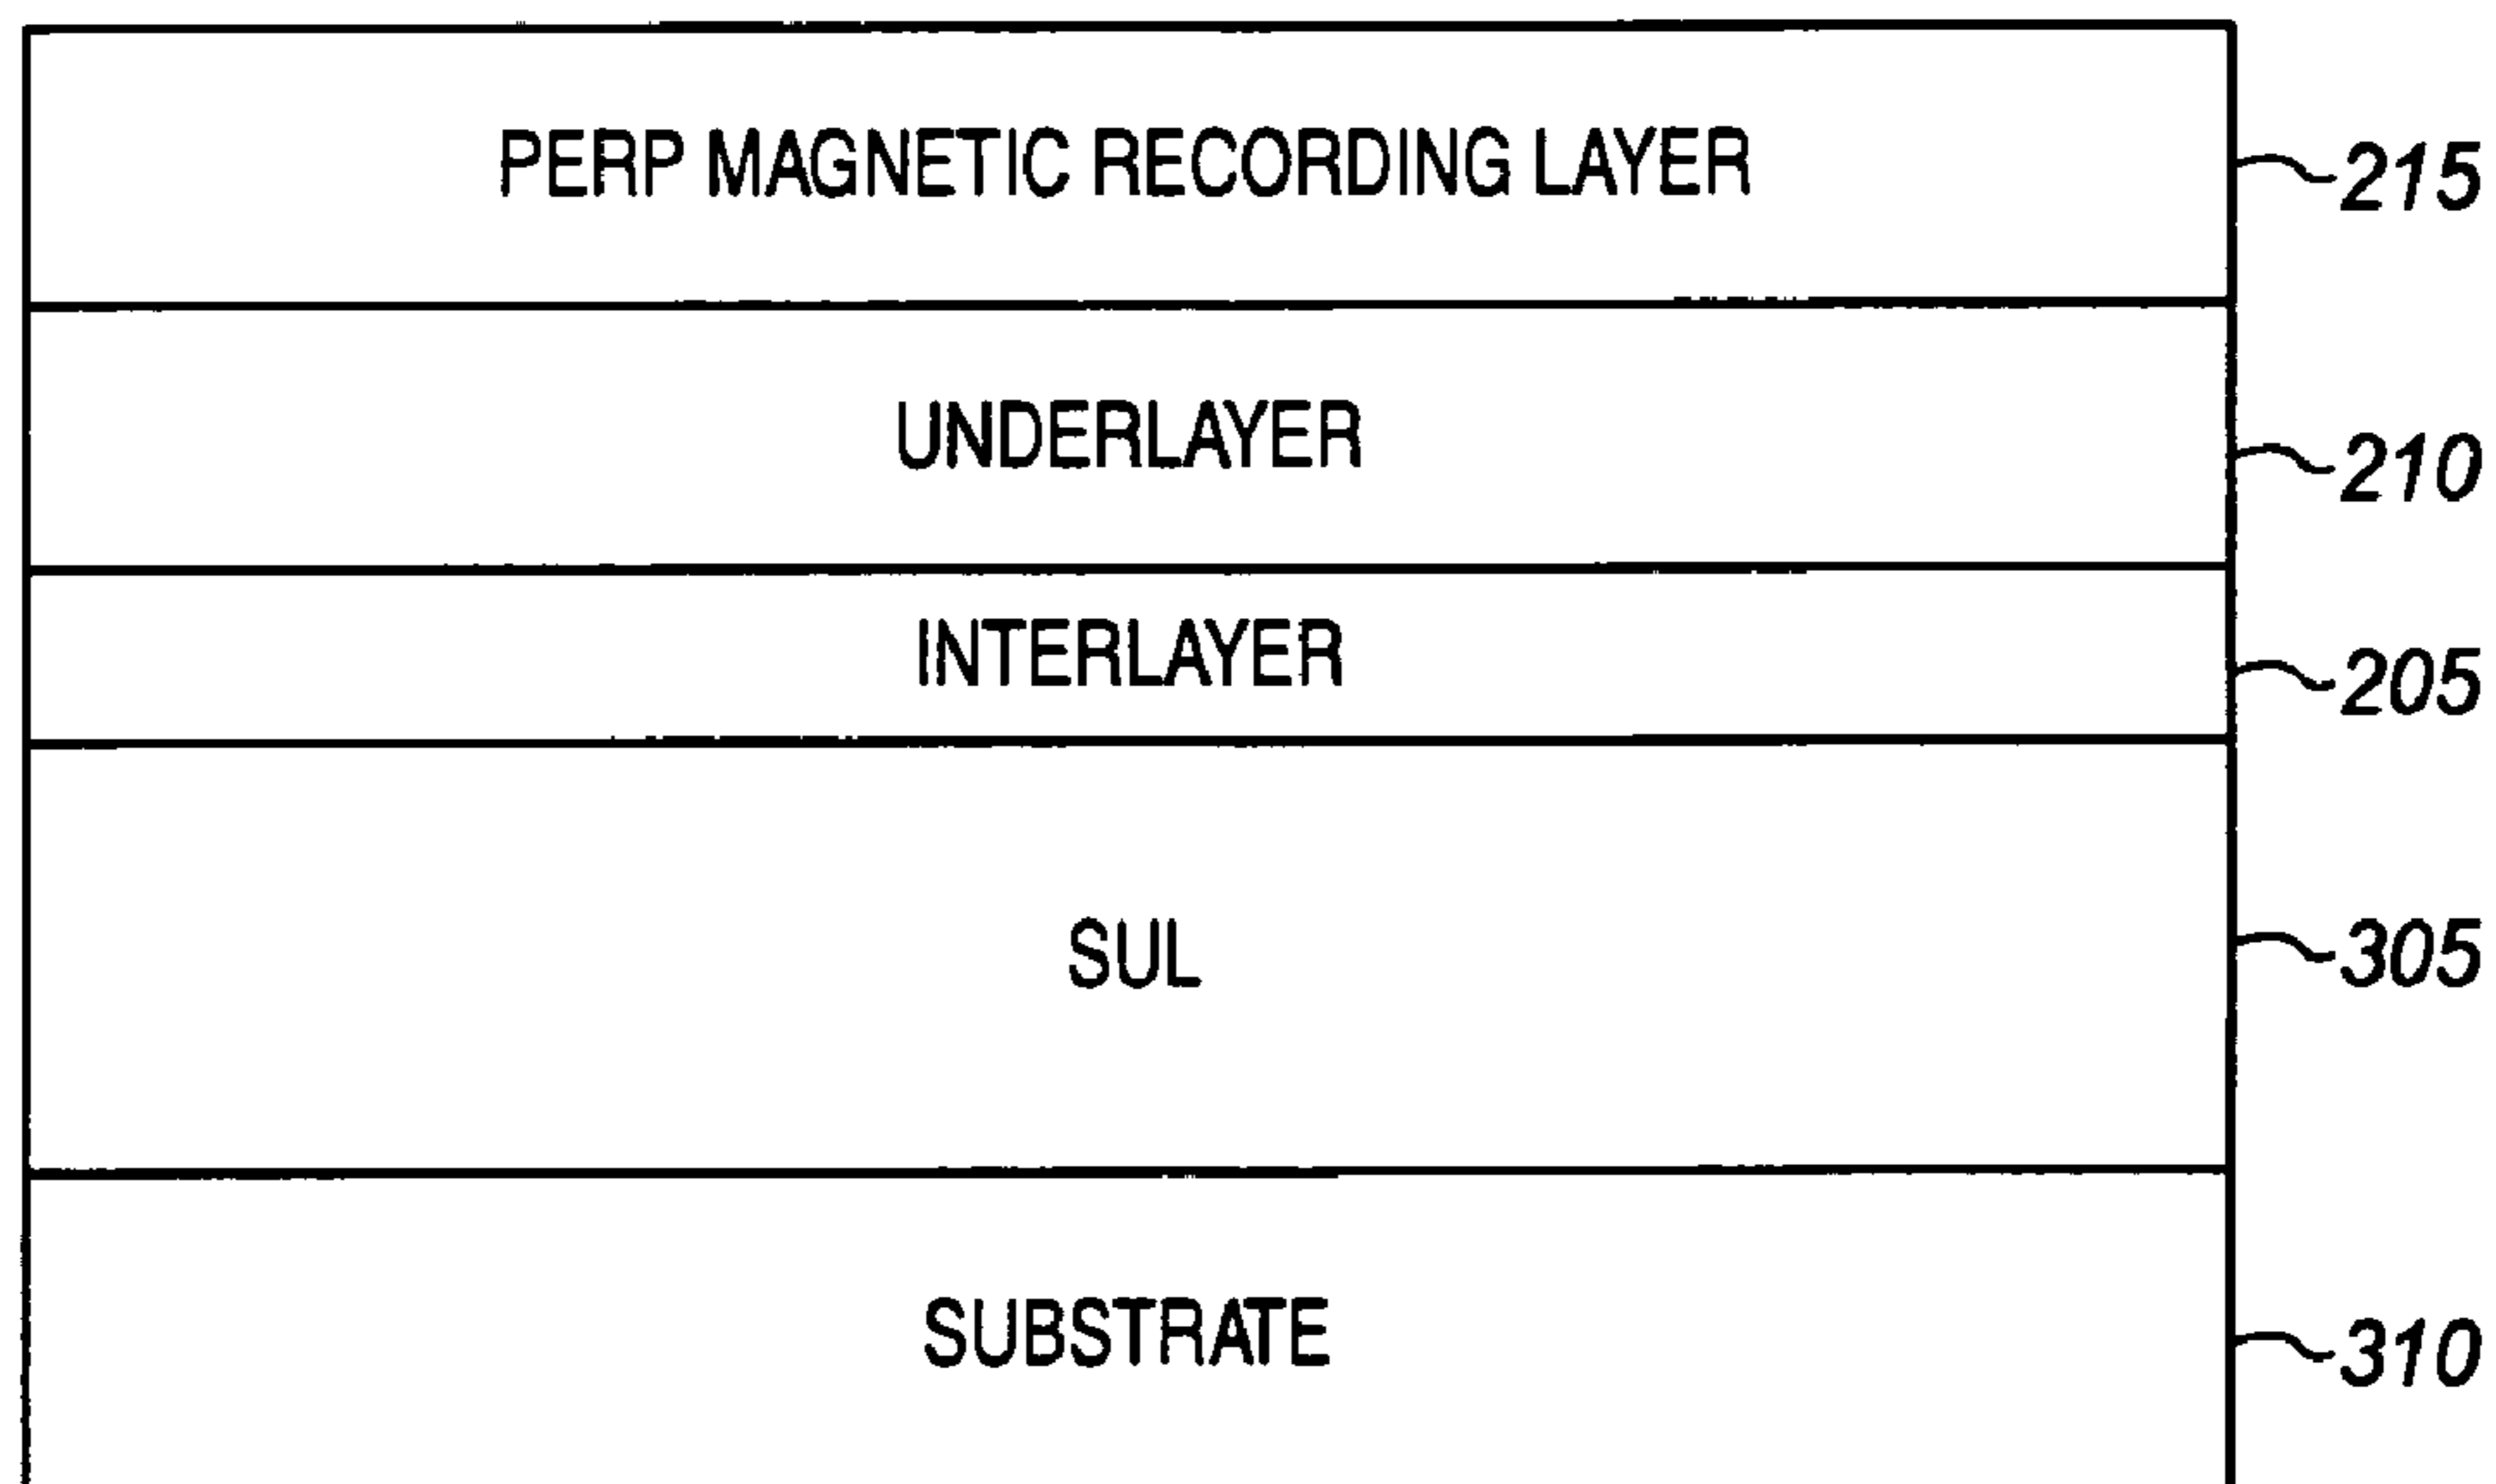 PERP MAGNETIC RECORDING LAYER 215
UNDERLAYER 210
INTERLAYER 205
SUL 305
SUBSTRATE 310